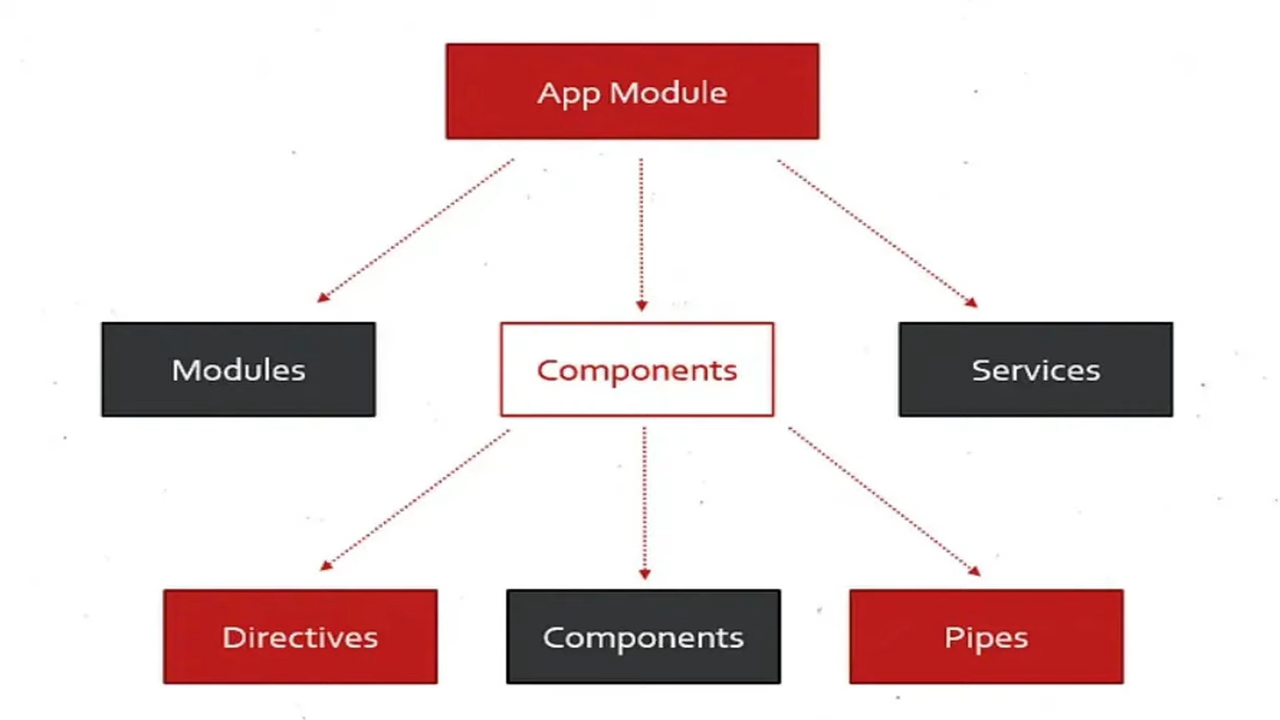 App Module
Modules
Components
Services
Directives
Components
Pipes